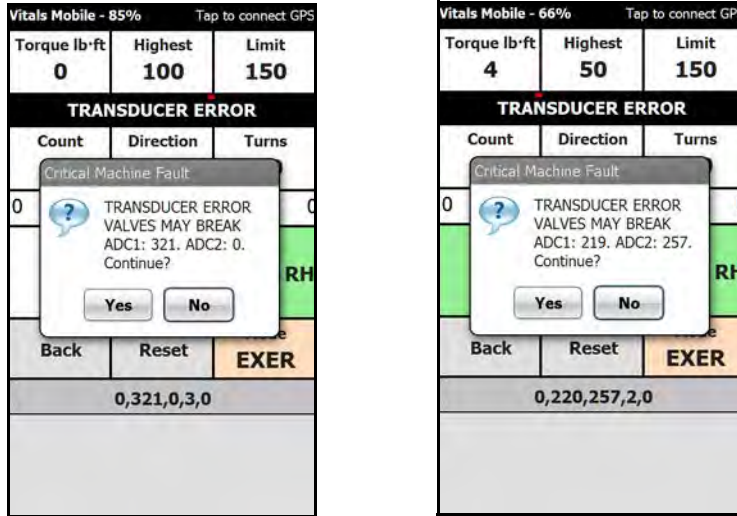 Vitals Mobile - 85% Tap to connect GPS
Torque lb·ft Highest Limit
0 100 150
TRANSDUCER ERROR
Count Direction Turns
Critical Machine Fault
TRANSDUCER ERROR
VALVES MAY BREAK
ADC1: 321. ADC2: 0.
Continue?
0 0
RH
Yes No
Back Reset
EXER
0,321,0,3,0
Vitals Mobile - 66% Tap to connect GP
Torque lb·ft Highest Limit
4 50 150
TRANSDUCER ERROR
Count Direction Turns
Critical Machine Fault
TRANSDUCER ERROR
VALVES MAY BREAK
ADC1: 219. ADC2: 257.
Continue?
0
RH
Yes No
Back Reset
EXER
0,220,257,2,0